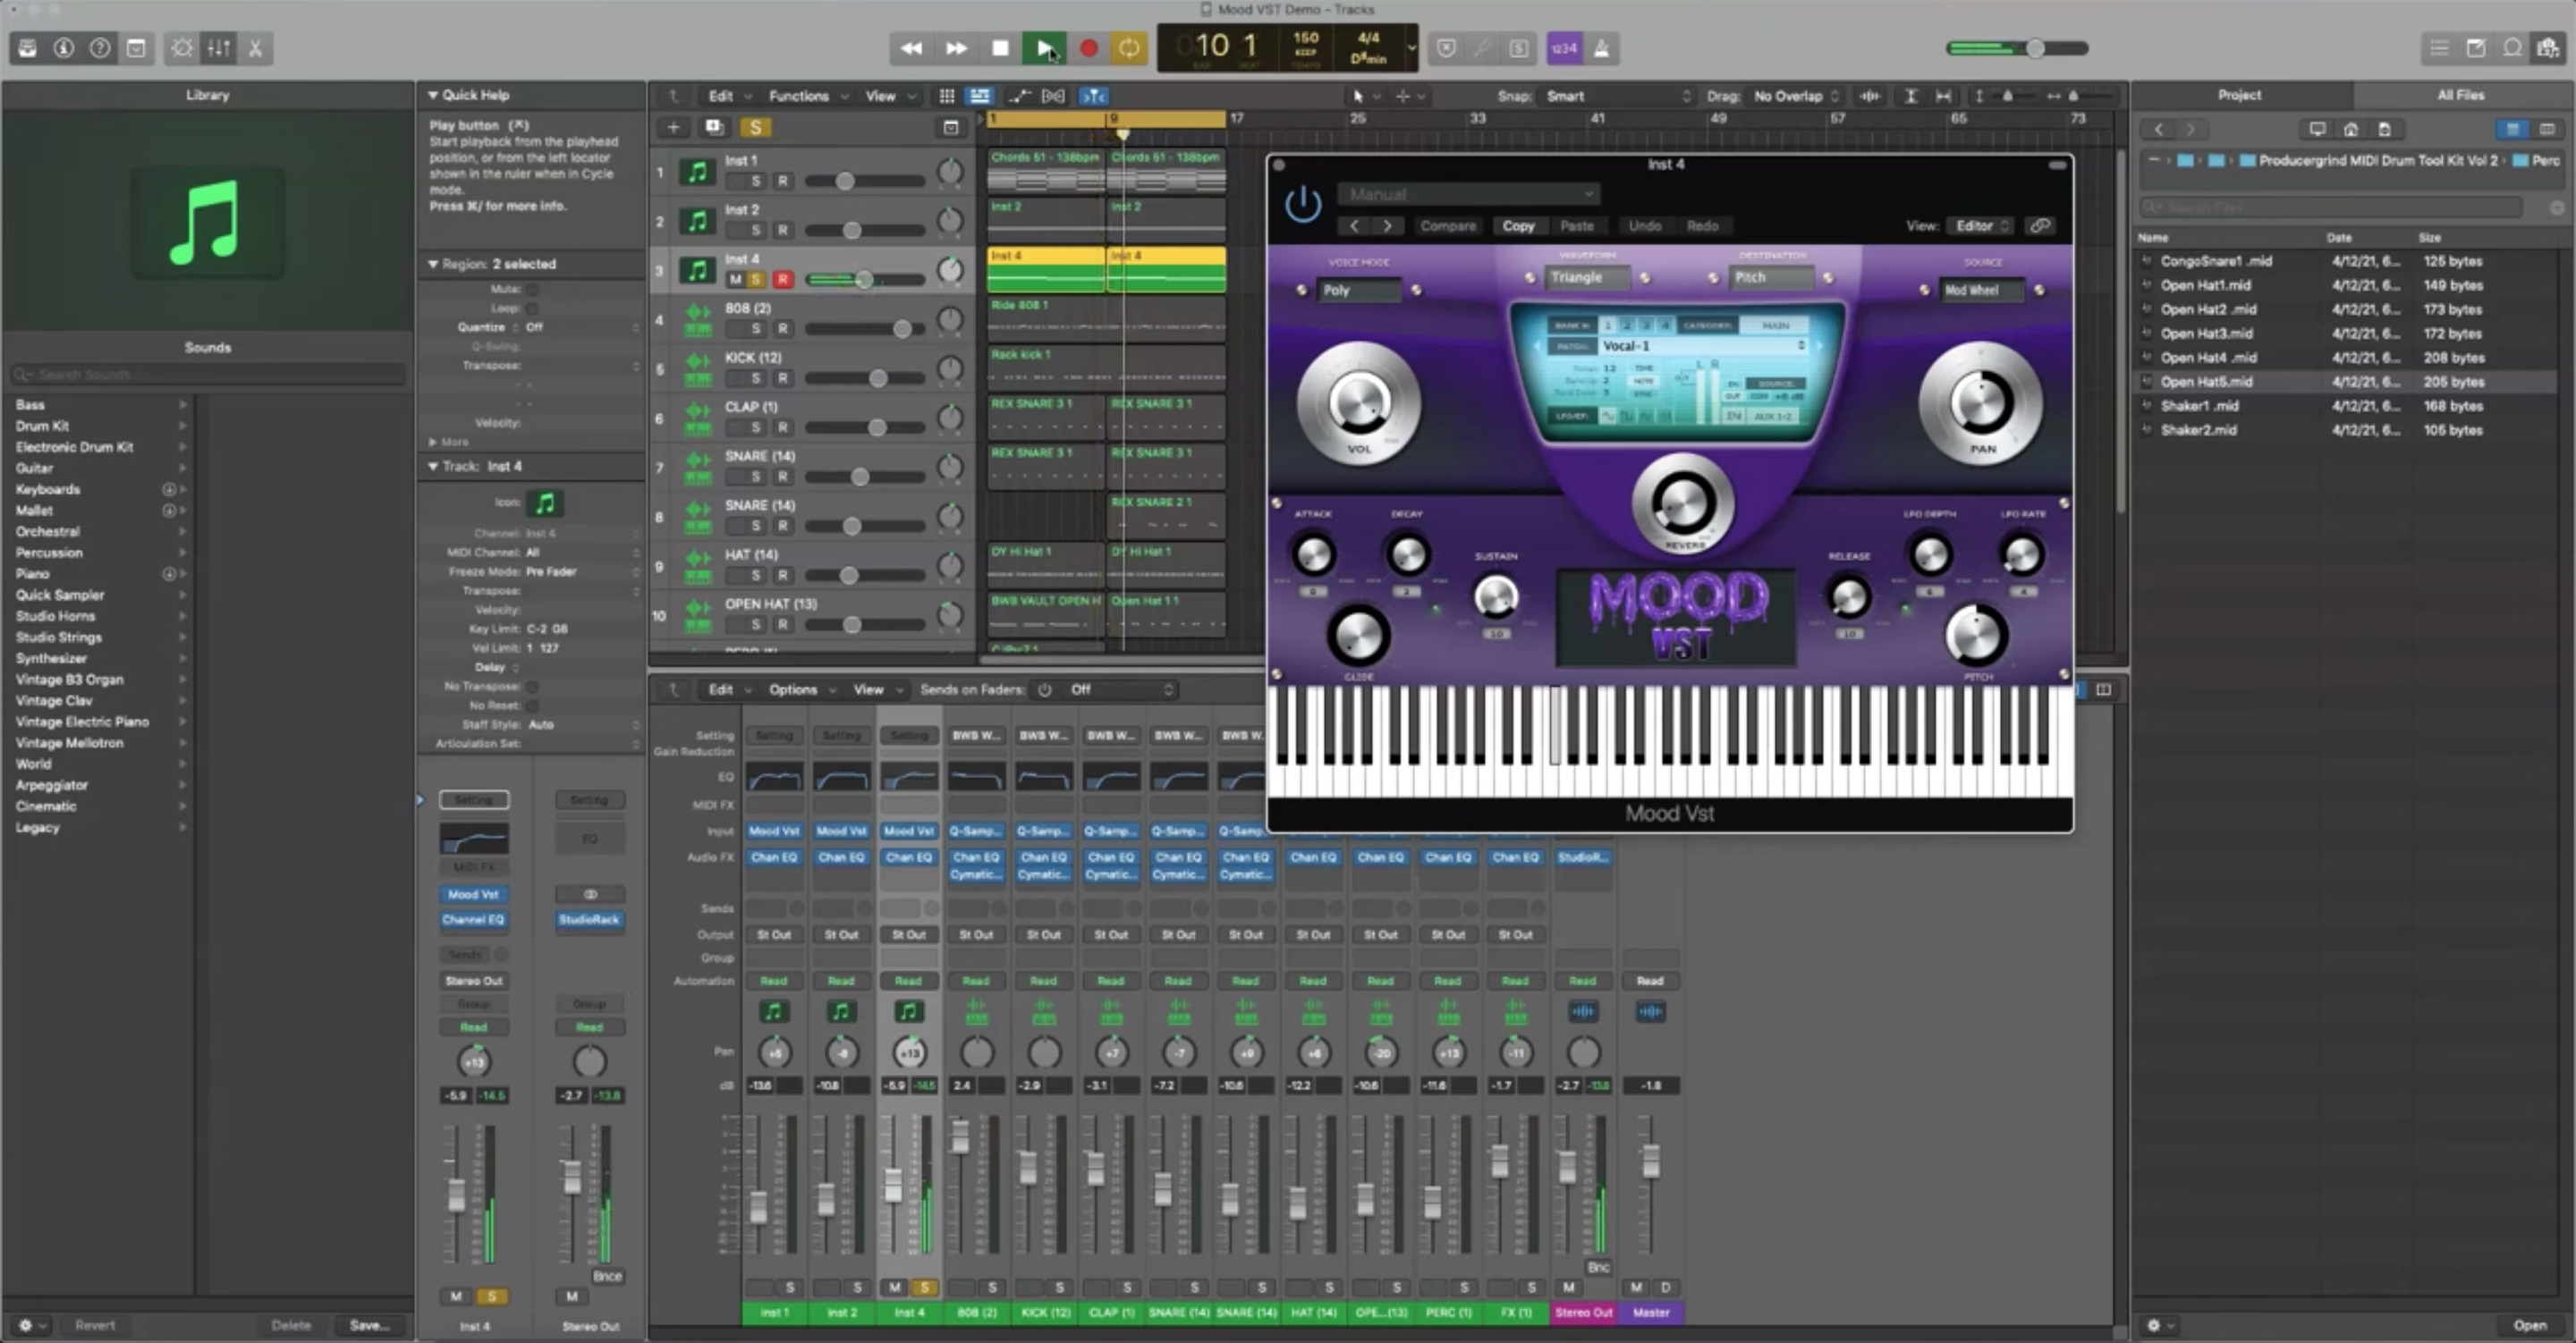 Mood VST Demo - Tracks
10 1
150
KEEP
TEMPO
4/4
D#min
1234
Library
Sounds
Search Sounds
Bass
Drum Kit
Electronic Drum Kit
Guitar
Keyboards
Mallet
Orchestral
Percussion
Piano
Quick Sampler
Studio Horns
Studio Strings
Synthesizer
Vintage B3 Organ
Vintage Clav
Vintage Electric Piano
Vintage Mellotron
World
Arpeggiator
Cinematic
Legacy
Revert
Delete
Save...
Quick Help
Play button
Start playback from the playhead
position, or from the left locator
shown in the ruler when in Cycle
mode.
Press ⌘/ for more info.
Region: 2 selected
Mute:
Loop:
Quantize Off
Q-Swing:
Transpose:
Velocity:
More
Track: Inst 4
Icon:
Channel: Inst 4
MIDI Channel: All
Freeze Mode: Pre Fader
Transpose:
Velocity:
Key Limit: C-2 G8
Vel Limit: 1 127
Delay
No Transpose:
No Reset:
Staff Style: Auto
Articulation Set:
Setting Setting
EQ
MIDI FX
Mood Vst
Channel EQ StudioRack
Sends
Stereo Out
Group Group
Read Read
+13
-5.9 -14.5 -2.7 -13.8
Bnce
M S M
Inst 4 Stereo Out
Edit Functions View
Snap: Smart Drag: No Overlap
S
1 9 17 25 33 41 49 57 65 73
1 Inst 1
S R
Chords 51 - 138bpm Chords 51 - 138bpm
2 Inst 2
S R
Inst 2 Inst 2
3 Inst 4
M S R
Inst 4 Inst 4
4 808 (2)
S R
Ride 808 1
5 KICK (12)
S R
Rack kick 1
6 CLAP (1)
S R
REX SNARE 3 1 REX SNARE 3 1
7 SNARE (14)
S R
REX SNARE 3 1 REX SNARE 3 1
8 SNARE (14)
S R
REX SNARE 2 1
9 HAT (14)
S R
DY Hi Hat 1 DY Hi Hat 1
10 OPEN HAT (13)
S R
BWB VAULT OPEN H Open Hat 1 1
Inst 4
Manual
Compare Copy Paste Undo Redo
View: Editor
VOICE MODE
Poly
WAVEFORM
Triangle
DESTINATION
Pitch
SOURCE
Mod Wheel
1 2 3 4 CATEGORY: MAIN
Vocal-1
L R
VOL
PAN
REVERB
ATTACK
DECAY
SUSTAIN
RELEASE
LFO DEPTH
LFO RATE
GLIDE
PITCH
MOOD
VST
Mood Vst
Edit Options View Sends on Faders: Off
Setting Setting Setting Setting BWB W... BWB W... BWB W... BWB W... BWB W
Gain Reduction
EQ
MIDI FX
Input Mood Vst Mood Vst Mood Vst Q-Samp... Q-Samp... Q-Samp... Q-Samp... Q-Samp
Audio FX Chan EQ Chan EQ Chan EQ Chan EQ Chan EQ Chan EQ Chan EQ Chan EQ Chan EQ Chan EQ Chan EQ Chan EQ StudioR...
Cymatic... Cymatic... Cymatic... Cymatic... Cymatic...
Sends
Output St Out St Out St Out St Out St Out St Out St Out St Out St Out St Out St Out St Out
Group
Automation Read Read Read Read Read Read Read Read Read Read Read Read Read Read
Pan +5 -8 +13 +7 -7 +9 +6 -20 +13 -11
dB -13.6 -10.8 -5.9 -14.5 2.4 -2.9 -3.1 -7.2 -10.6 -12.2 -10.6 -11.6 -1.7 -2.7 -13.8 -1.8
Bnc
S S M S S S S S S S S S S M M D
Inst 1 Inst 2 Inst 4 808 (2) KICK (12) CLAP (1) SNARE (14) SNARE (14) HAT (14) OPE...(13) PERC (1) FX (1) Stereo Out Master
Project All Files
Producergrind MIDI Drum Tool Kit Vol 2 Perc
Name Date Size
CongoSnare1 .mid 4/12/21, 6... 125 bytes
Open Hat1.mid 4/12/21, 6... 149 bytes
Open Hat2 .mid 4/12/21, 6... 173 bytes
Open Hat3.mid 4/12/21, 6... 172 bytes
Open Hat4 .mid 4/12/21, 6... 208 bytes
Open Hat5.mid 4/12/21, 6... 205 bytes
Shaker1 .mid 4/12/21, 6... 168 bytes
Shaker2.mid 4/12/21, 6... 105 bytes
Open